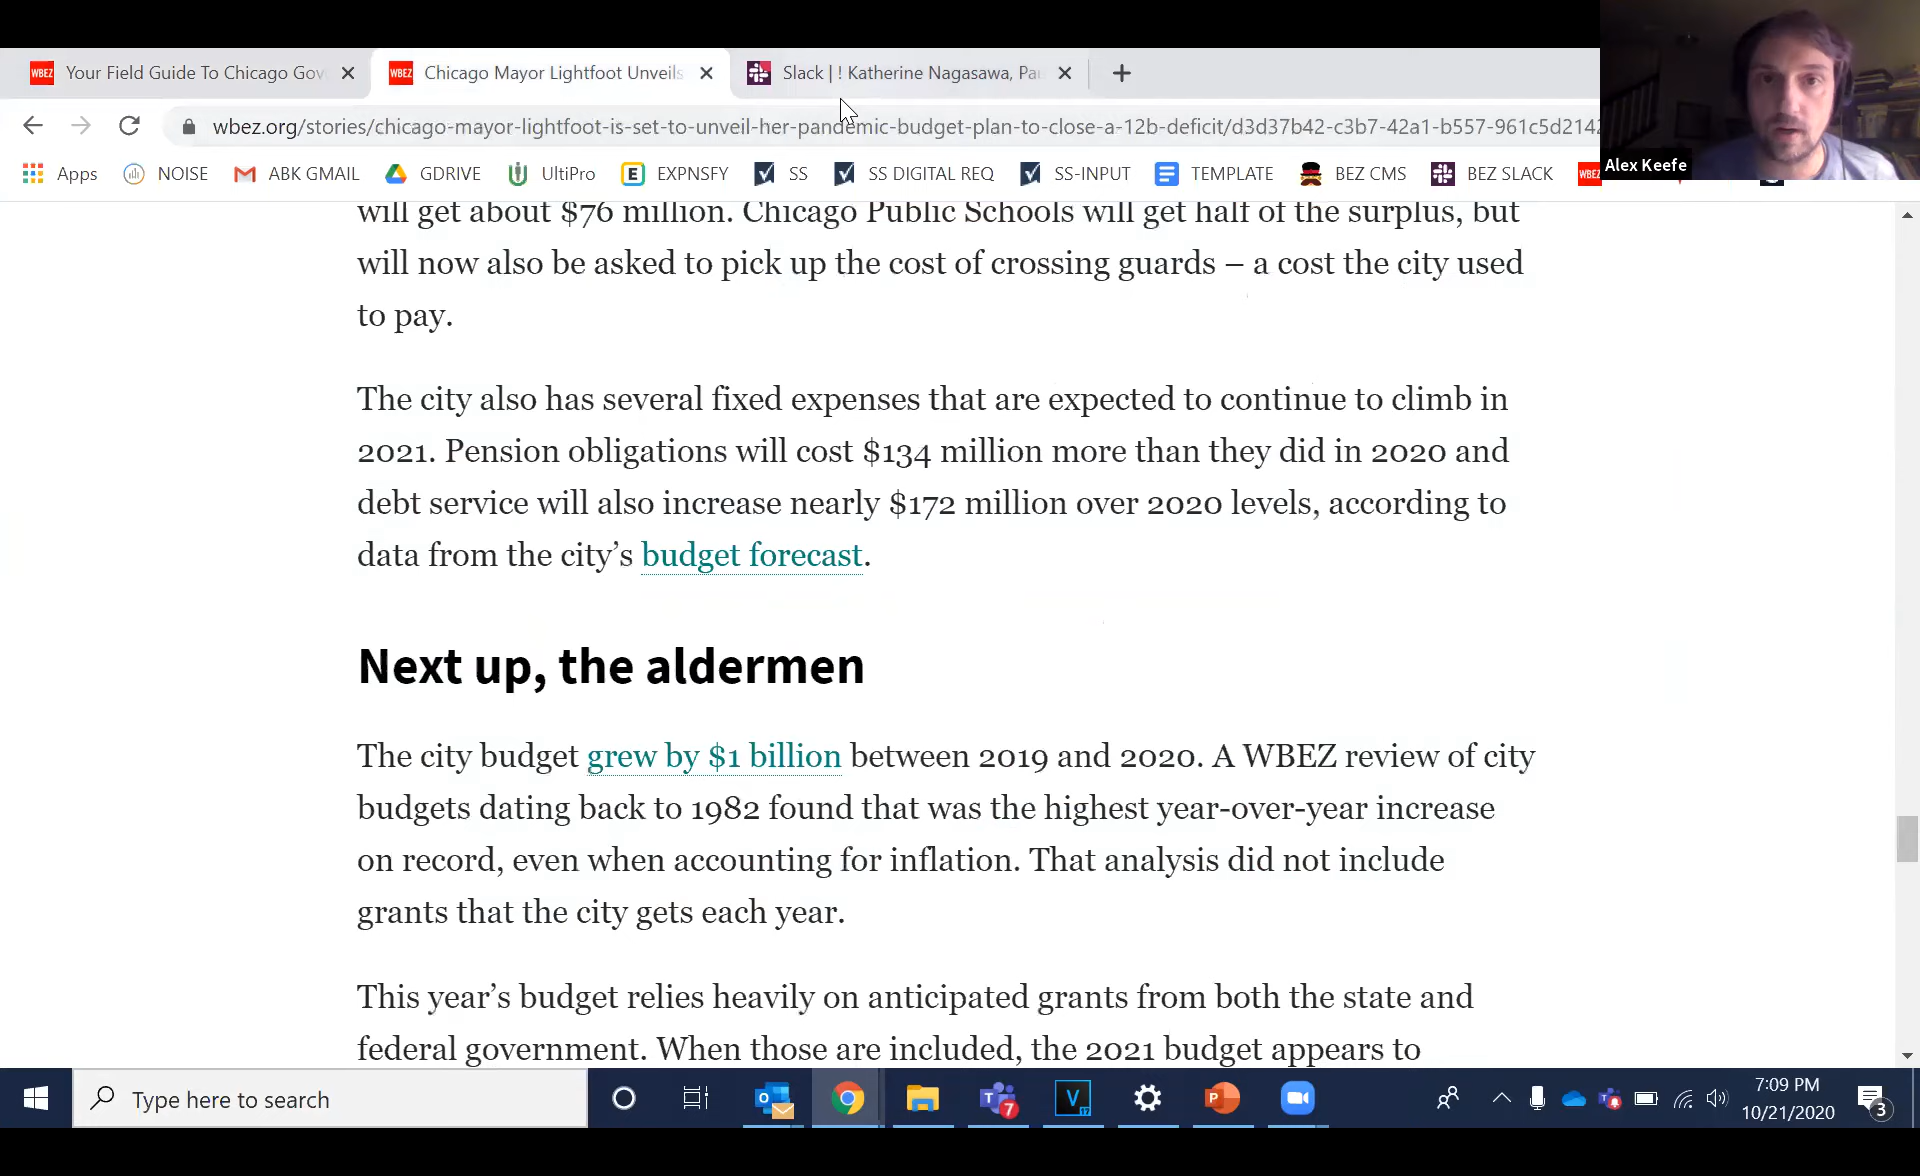 WBEZ Your Field Guide To Chicago Gov
WBEZ Chicago Mayor Lightfoot Unveils
Slack | ! Katherine Nagasawa, Pau
wbez.org/stories/chicago-mayor-lightfoot-is-set-to-unveil-her-pandemic-budget-plan-to-close-a-12b-deficit/d3d37b42-c3b7-42a1-b557-961c5d2142
Alex Keefe
Apps NOISE ABK GMAIL GDRIVE UltiPro E EXPNSFY SS SS DIGITAL REQ SS-INPUT TEMPLATE BEZ CMS BEZ SLACK WBEZ
will get about $76 million. Chicago Public Schools will get half of the surplus, but
will now also be asked to pick up the cost of crossing guards – a cost the city used
to pay.
The city also has several fixed expenses that are expected to continue to climb in
2021. Pension obligations will cost $134 million more than they did in 2020 and
debt service will also increase nearly $172 million over 2020 levels, according to
data from the city’s budget forecast.
Next up, the aldermen
The city budget grew by $1 billion between 2019 and 2020. A WBEZ review of city
budgets dating back to 1982 found that was the highest year-over-year increase
on record, even when accounting for inflation. That analysis did not include
grants that the city gets each year.
This year’s budget relies heavily on anticipated grants from both the state and
federal government. When those are included, the 2021 budget appears to
Type here to search
7
7:09 PM
10/21/2020
3